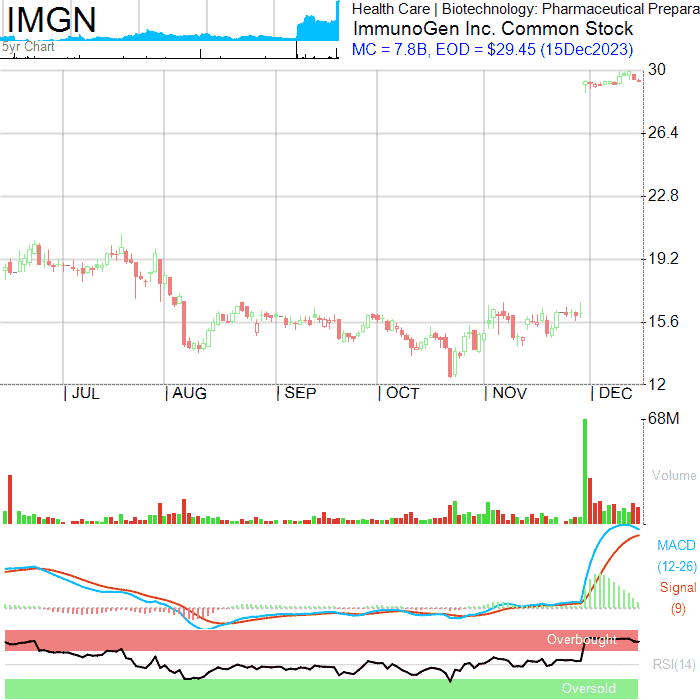 IMGN
5yr Chart
Health Care | Biotechnology: Pharmaceutical Prepara
ImmunoGen Inc. Common Stock
MC = 7.8B, EOD = $29.45 (15Dec2023)
30
26.4
22.8
19.2
15.6
12
| JUL | AUG | SEP | OCT | NOV | DEC
68M
Volume
MACD
(12-26)
Signal
(9)
Overbought
RSI(14)
Oversold